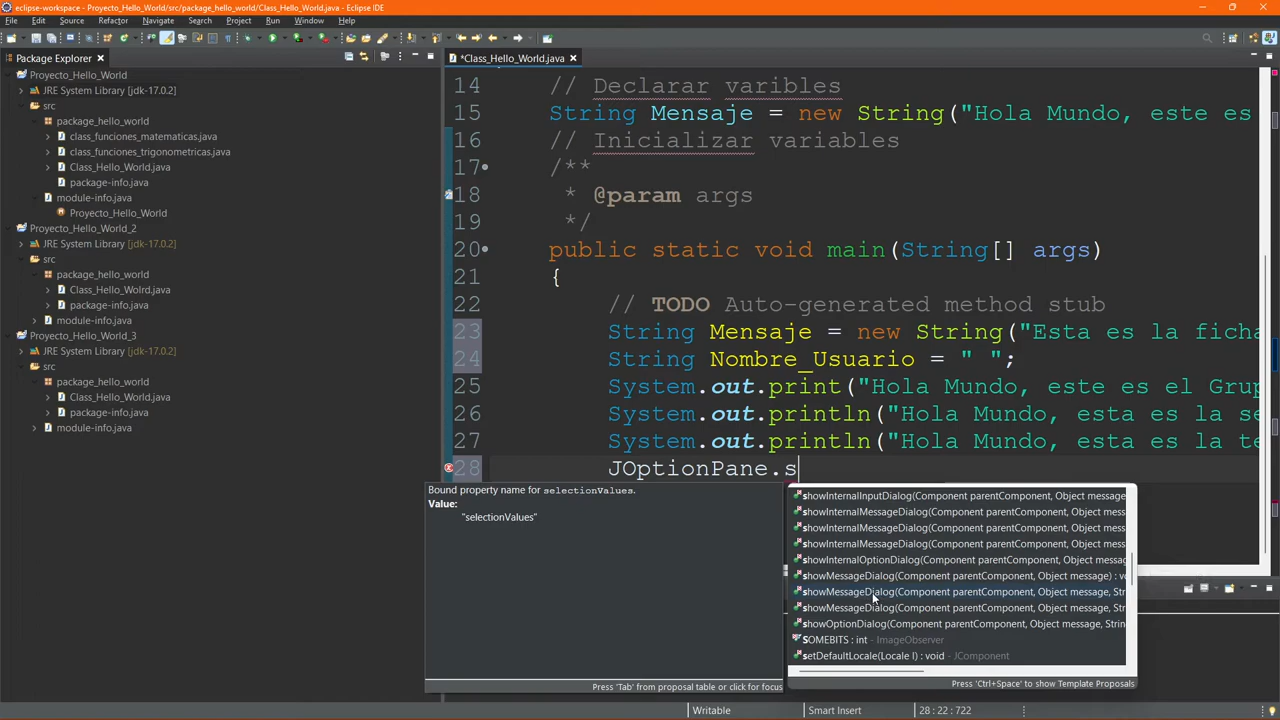 eclipse-workspace - Proyecto_Hello_World/src/package_hello_world/Class_Hello_World.java - Eclipse IDE
File Edit Source Refactor Navigate Search Project Run Window Help
Package Explorer
Proyecto_Hello_World
JRE System Library [jdk-17.0.2]
src
package_hello_world
class_funciones_matematicas.java
class_funciones_trigonometricas.java
Class_Hello_World.java
package-info.java
module-info.java
Proyecto_Hello_World
Proyecto_Hello_World_2
JRE System Library [jdk-17.0.2]
src
package_hello_world
Class_Hello_Wolrd.java
package-info.java
module-info.java
Proyecto_Hello_World_3
JRE System Library [jdk-17.0.2]
src
package_hello_world
Class_Hello_World.java
package-info.java
module-info.java
*Class_Hello_World.java
14 // Declarar varibles
15 String Mensaje = new String("Hola Mundo, este es
16 // Inicializar variables
17 /**
18 * @param args
19 */
20 public static void main(String[] args)
21 {
22 // TODO Auto-generated method stub
23 String Mensaje = new String("Esta es la ficha
24 String Nombre_Usuario = " ";
25 System.out.print("Hola Mundo, este es el Gru
26 System.out.println("Hola Mundo, esta es la se
27 System.out.println("Hola Mundo, esta es la te
28 JOptionPane.s
Bound property name for selectionValues.
Value:
"selectionValues"
Press 'Tab' from proposal table or click for focus
showInternalInputDialog(Component parentComponent, Object message
showInternalMessageDialog(Component parentComponent, Object mess
showInternalMessageDialog(Component parentComponent, Object mess
showInternalMessageDialog(Component parentComponent, Object mess
showInternalOptionDialog(Component parentComponent, Object messag
showMessageDialog(Component parentComponent, Object message) : vo
showMessageDialog(Component parentComponent, Object message, Str
showMessageDialog(Component parentComponent, Object message, Str
showOptionDialog(Component parentComponent, Object message, String
SOMEBITS : int - ImageObserver
setDefaultLocale(Locale l) : void - JComponent
Press 'Ctrl+Space' to show Template Proposals
Writable
Smart Insert
28 : 22 : 722